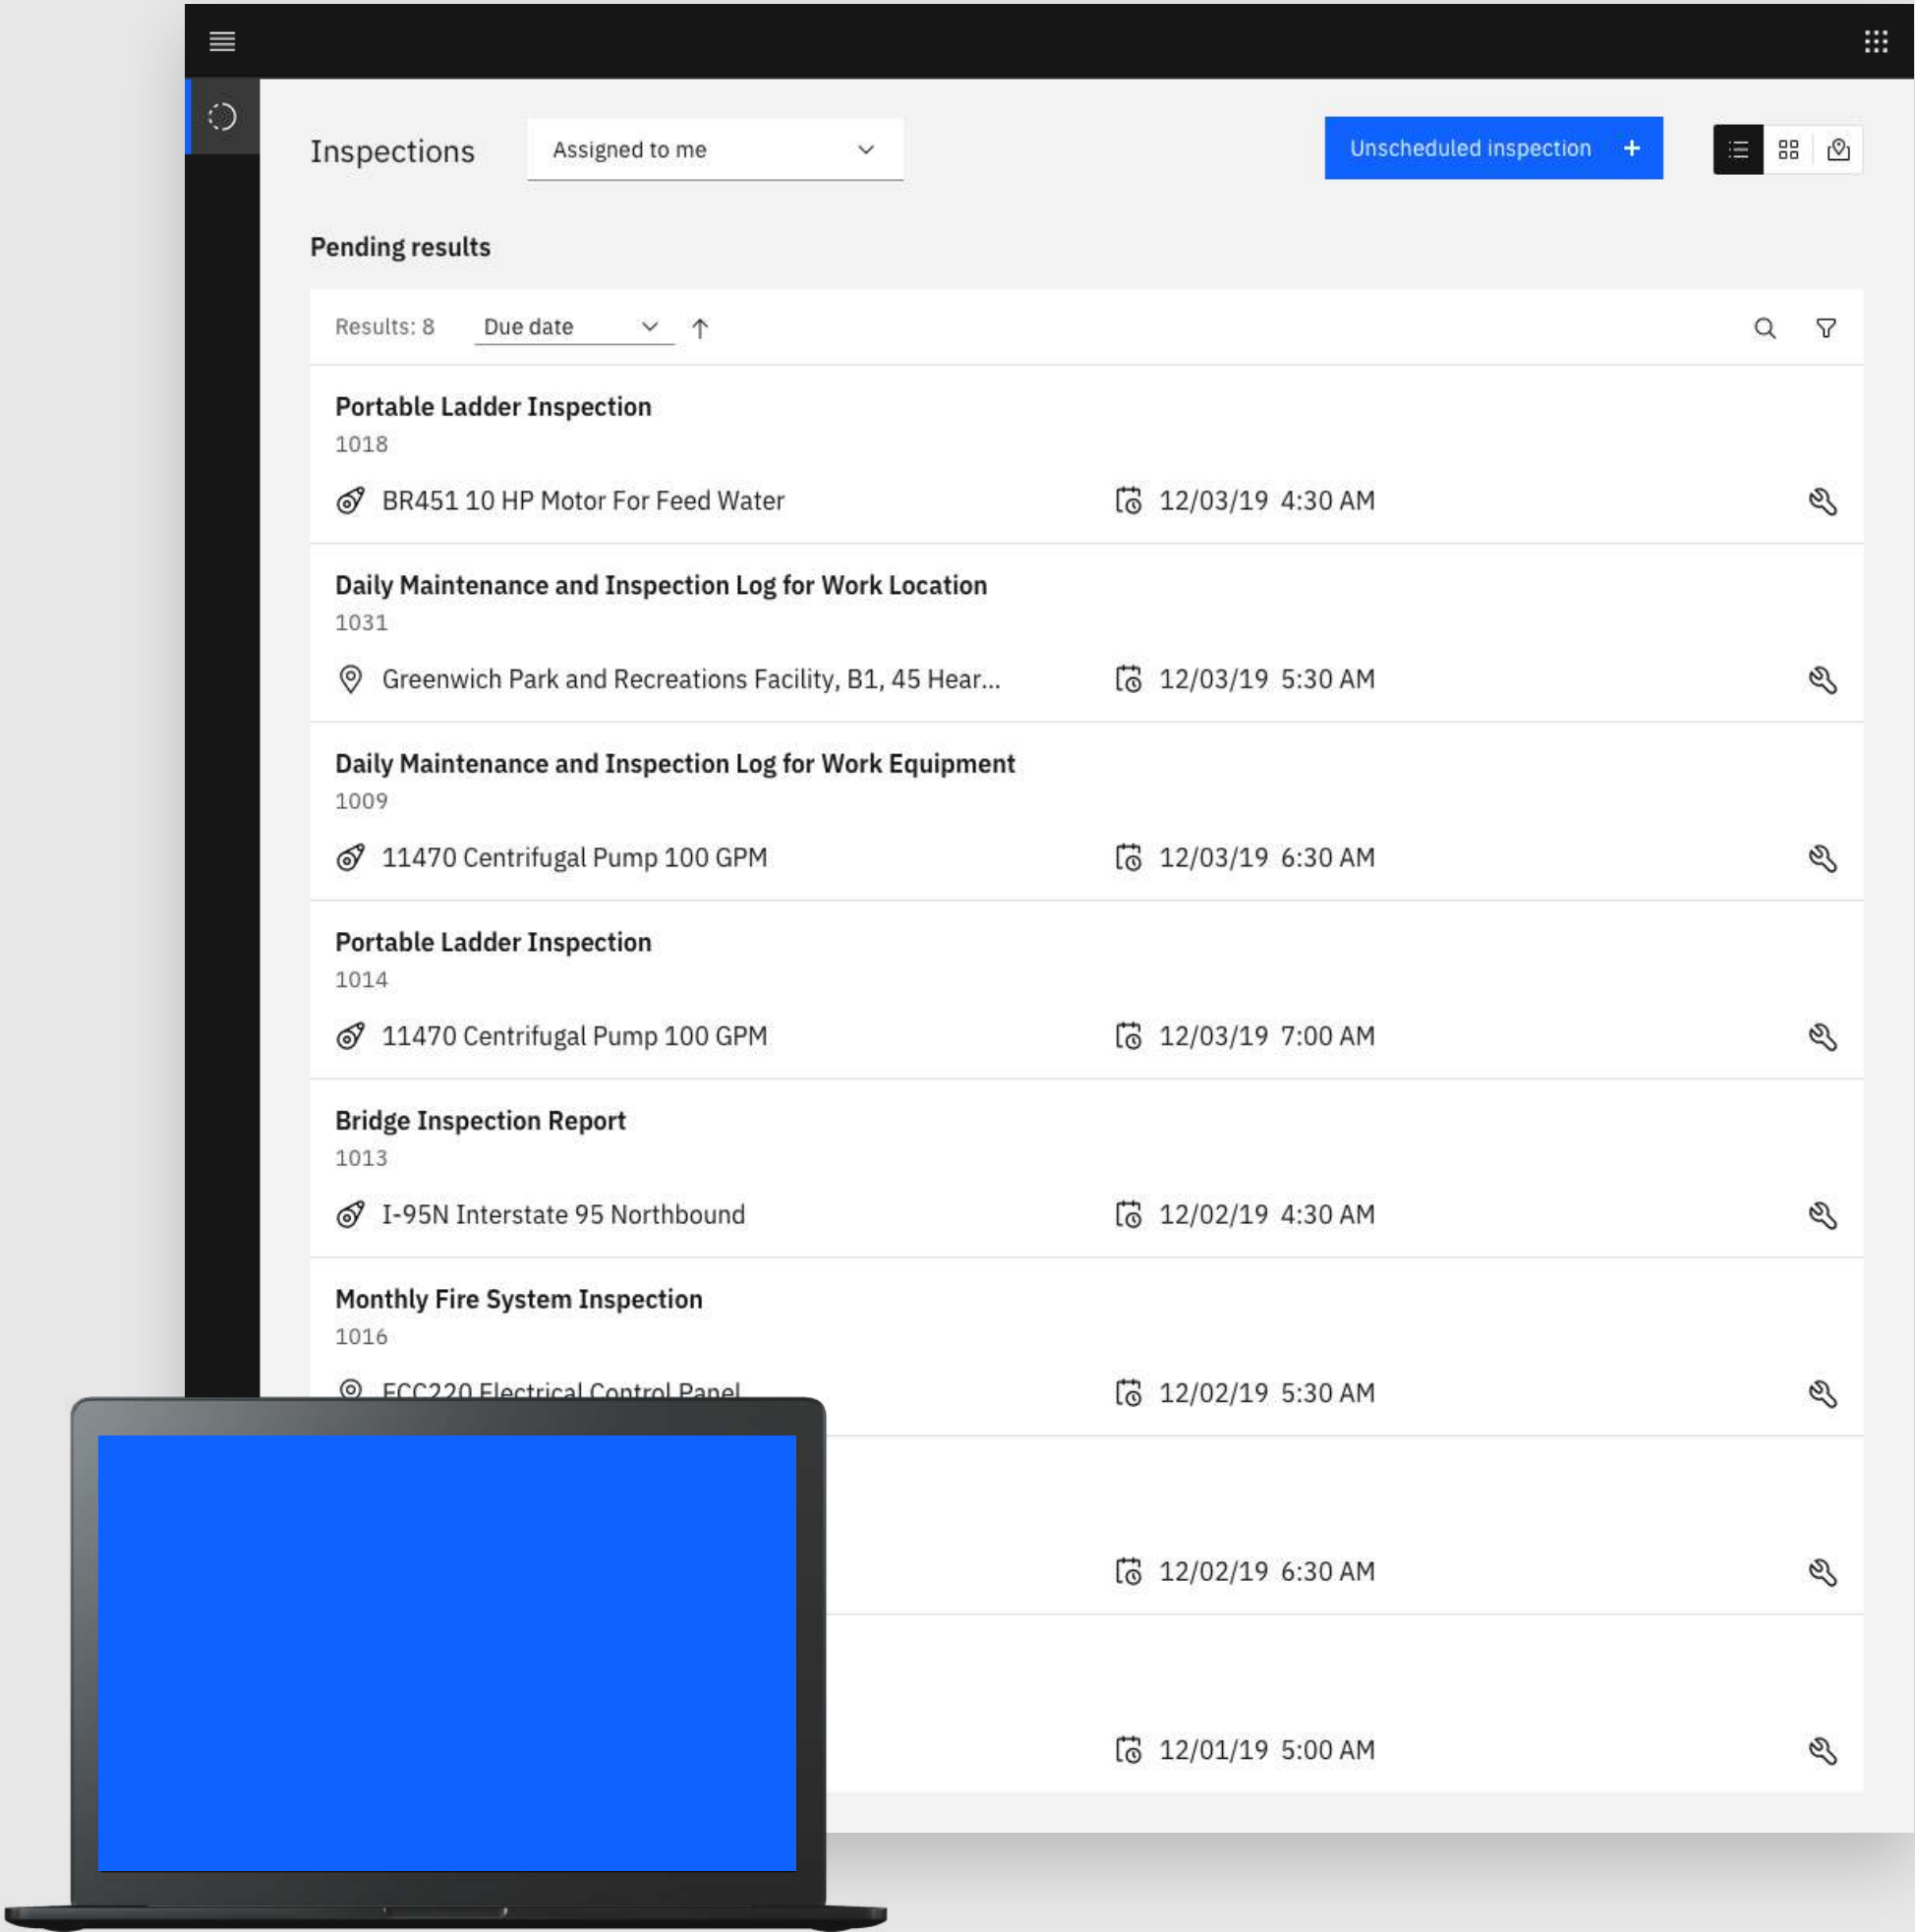 Inspections
Assigned to me
Unscheduled inspection +
Pending results
Results: 8
Due date
Portable Ladder Inspection
1018
BR451 10 HP Motor For Feed Water
12/03/19 4:30 AM
Daily Maintenance and Inspection Log for Work Location
1031
Greenwich Park and Recreations Facility, B1, 45 Hear...
12/03/19 5:30 AM
Daily Maintenance and Inspection Log for Work Equipment
1009
11470 Centrifugal Pump 100 GPM
12/03/19 6:30 AM
Portable Ladder Inspection
1014
11470 Centrifugal Pump 100 GPM
12/03/19 7:00 AM
Bridge Inspection Report
1013
I-95N Interstate 95 Northbound
12/02/19 4:30 AM
Monthly Fire System Inspection
1016
ECC220 Electrical Control Panel
12/02/19 5:30 AM
12/02/19 6:30 AM
12/01/19 5:00 AM